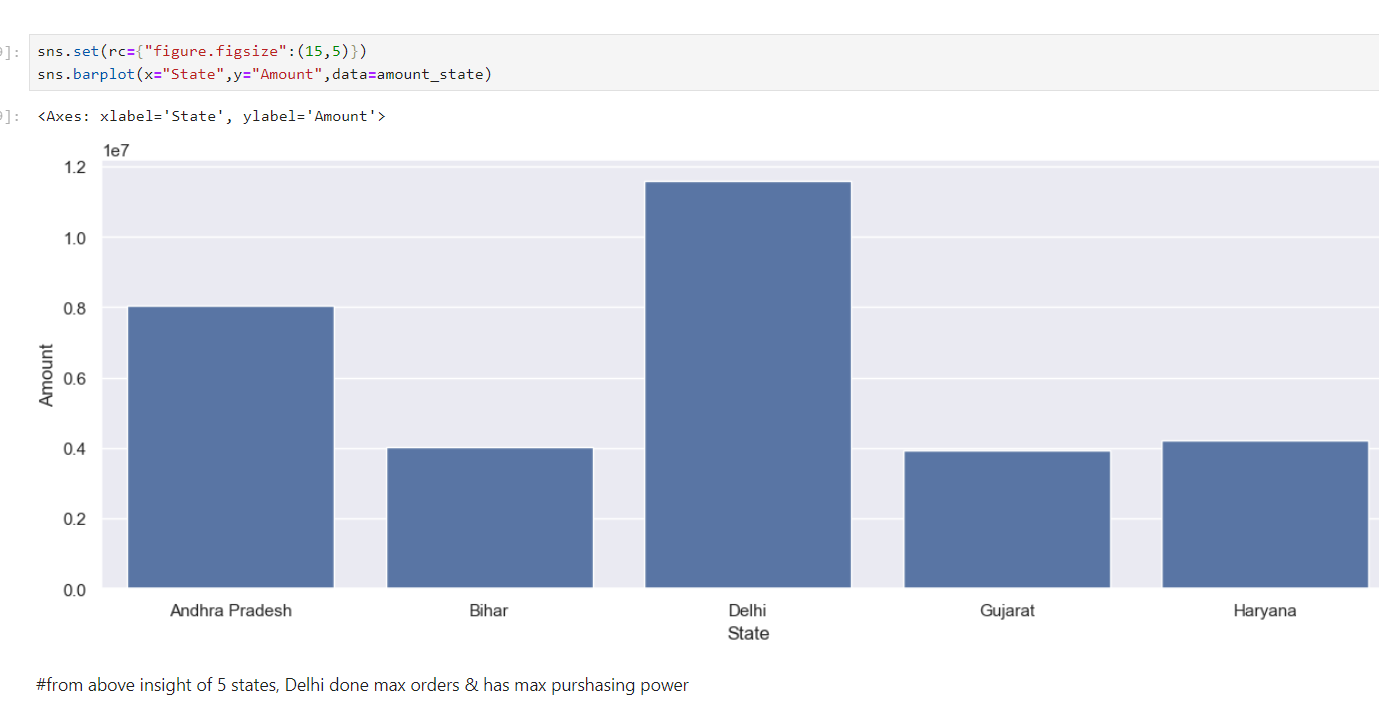 ]: sns.set(rc={"figure.figsize":(15,5)})
sns.barplot(x="State",y="Amount",data=amount_state)
]: <Axes: xlabel='State', ylabel='Amount'>
1e7
1.2
1.0
0.8
0.6
0.4
0.2
0.0
Amount
Andhra Pradesh Bihar Delhi Gujarat Haryana
State
#from above insight of 5 states, Delhi done max orders & has max purshasing power